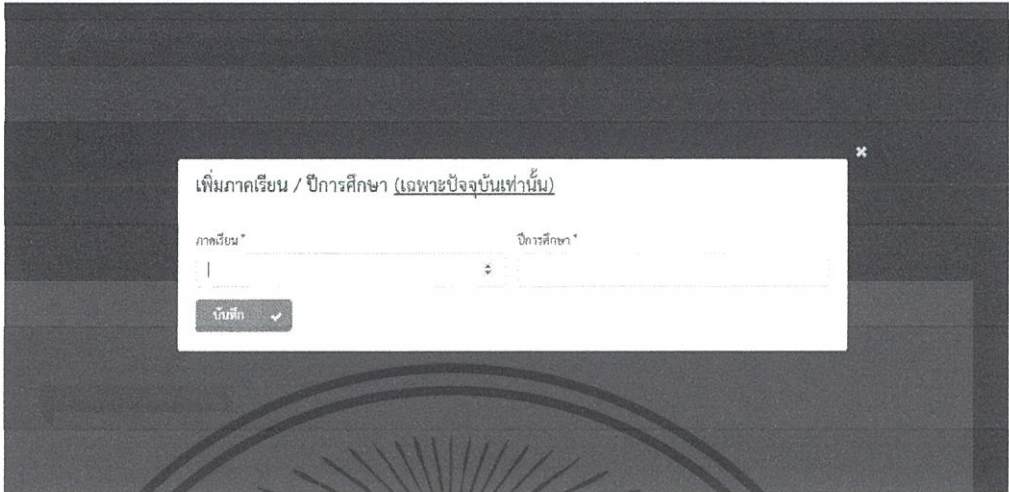 เพิ่มภาคเรียน / ปีการศึกษา (เฉพาะปัจจุบันเท่านั้น)
ภาคเรียน * ปีการศึกษา *
บันทึก